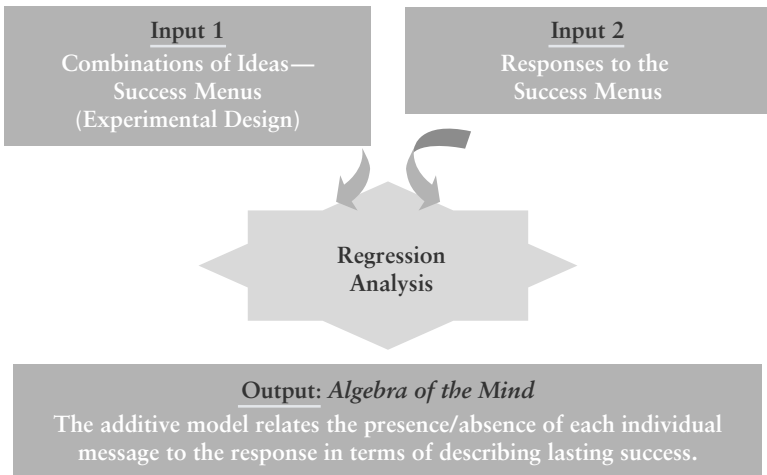 Input 1
Combinations of Ideas—
Success Menus
(Experimental Design)
Input 2
Responses to the
Success Menus
Regression
Analysis
Output: Algebra of the Mind
The additive model relates the presence/absence of each individual
message to the response in terms of describing lasting success.